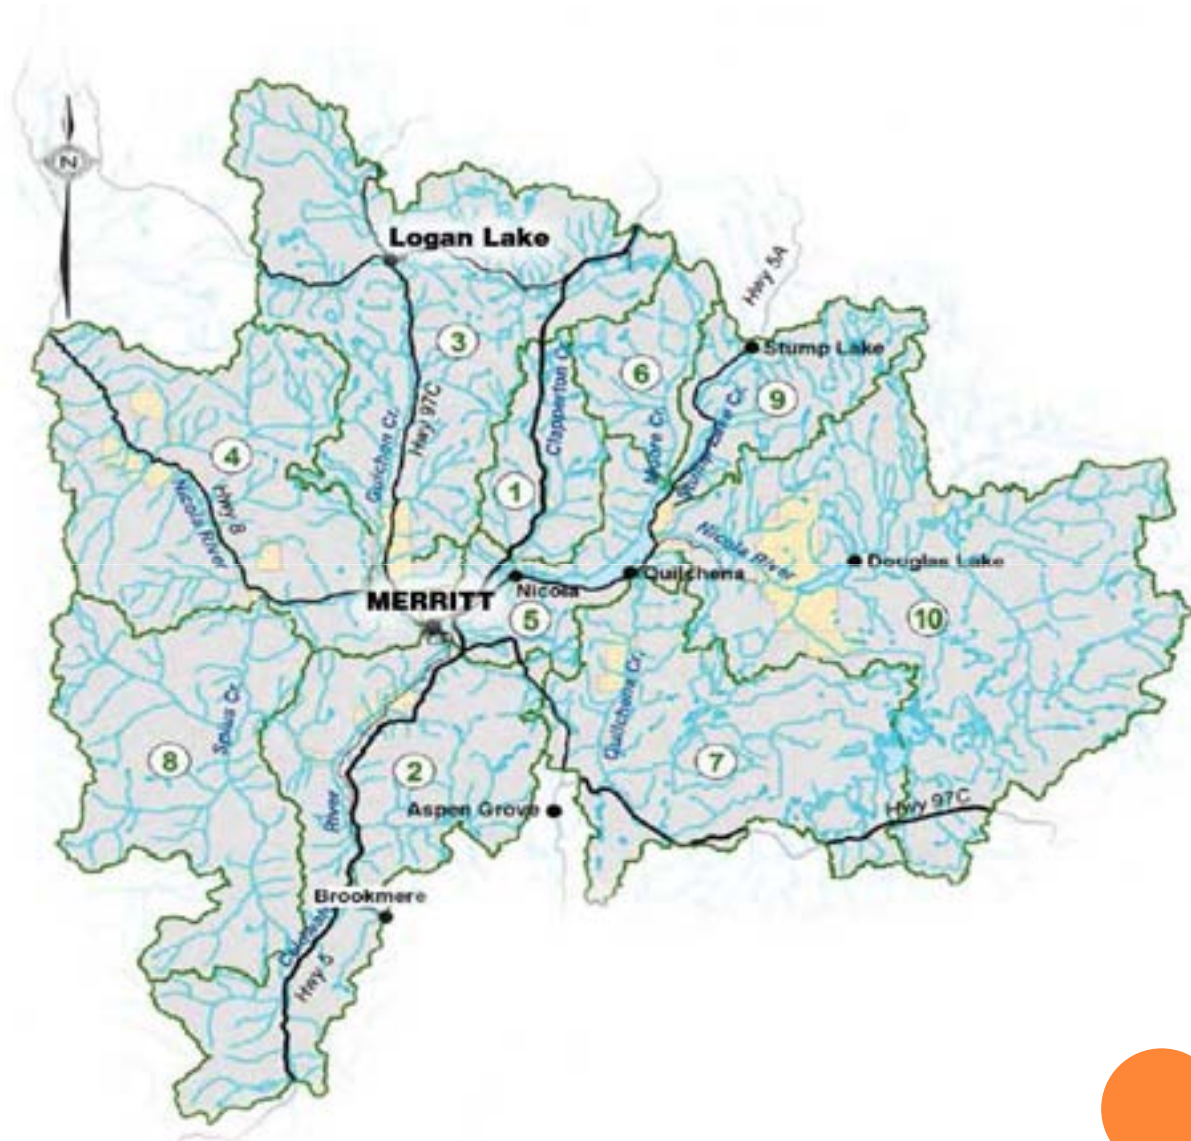 N
Logan Lake
Hwy 5A
3
6
Stump Lake
9
Guichon Cr.
Hwy 97C
Clapperton Cr.
Moore Cr.
4
1
Nicola River
Hwy 8
Nicola River
Douglas Lake
Quilchena
Nicola
MERRITT
5
10
Spius Cr.
Quilchena Cr.
8
2
7
River
Aspen Grove
Hwy 97C
Brookmere
Hwy 5